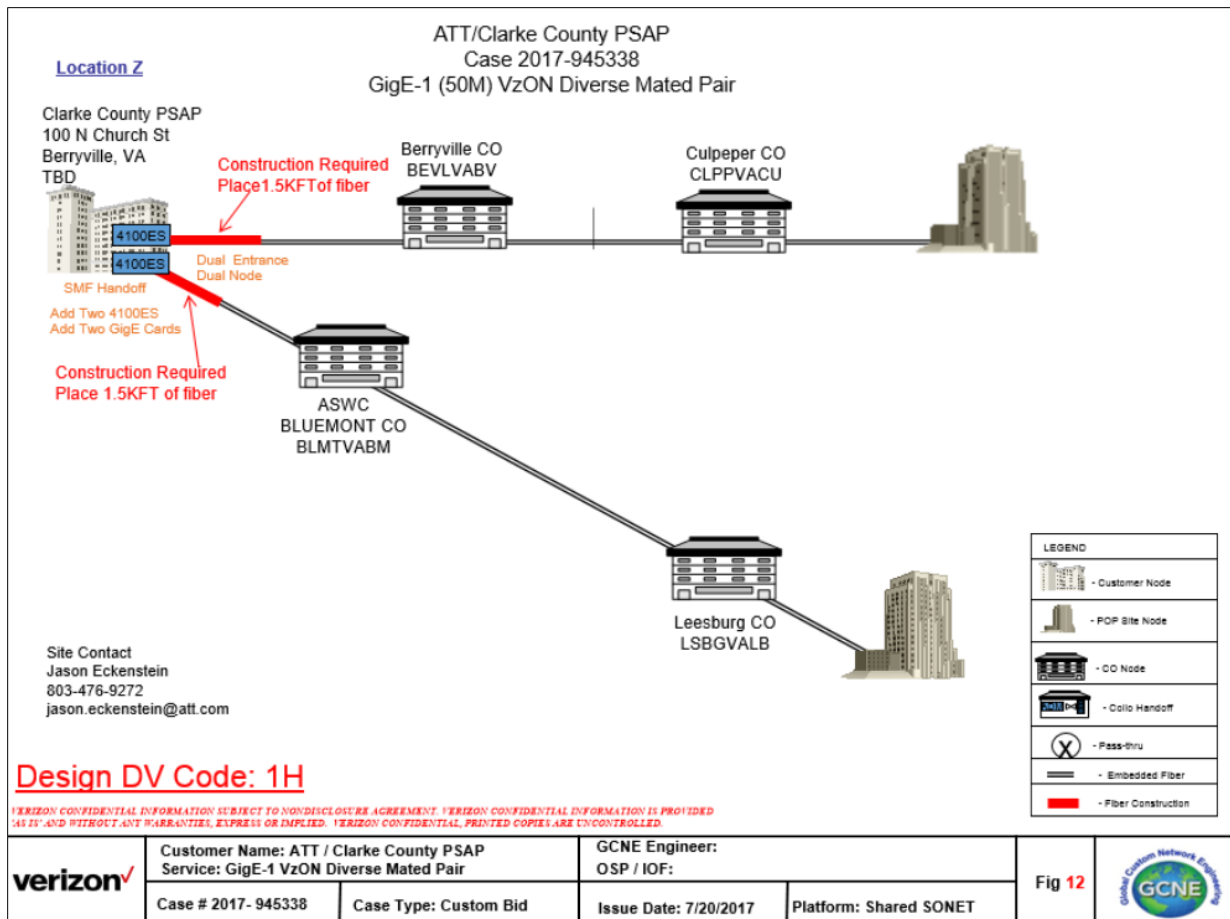 ATT/Clarke County PSAP
Case 2017-945338
GigE-1 (50M) VzON Diverse Mated Pair
Location Z
Clarke County PSAP
100 N Church St
Berryville, VA
TBD
Construction Required
Place1.5KFTof fiber
Berryville CO
BEVLVABV
Culpeper CO
CLPPVACU
4100ES
4100ES
Dual Entrance
Dual Node
SMF Handoff
Add Two 4100ES
Add Two GigE Cards
Construction Required
Place 1.5KFT of fiber
ASWC
BLUEMONT CO
BLMTVABM
Leesburg CO
LSBGVALB
LEGEND
- Customer Node
- POP Site Node
- CO Node
- Collo Handoff
X
- Pass-thru
- Embedded Fiber
- Fiber Construction
Site Contact
Jason Eckenstein
803-476-9272
jason.eckenstein@att.com
Design DV Code: 1H
VERIZON CONFIDENTIAL INFORMATION SUBJECT TO NONDISCLOSURE AGREEMENT. VERIZON CONFIDENTIAL INFORMATION IS PROVIDED
'AS IS' AND WITHOUT ANY WARRANTIES, EXPRESS OR IMPLIED. VERIZON CONFIDENTIAL, PRINTED COPIES ARE UNCONTROLLED.
verizon
Customer Name: ATT / Clarke County PSAP
Service: GigE-1 VzON Diverse Mated Pair
GCNE Engineer:
OSP / IOF:
Case # 2017- 945338
Case Type: Custom Bid
Issue Date: 7/20/2017
Platform: Shared SONET
Fig 12
Global Custom Network Engineering
GCNE